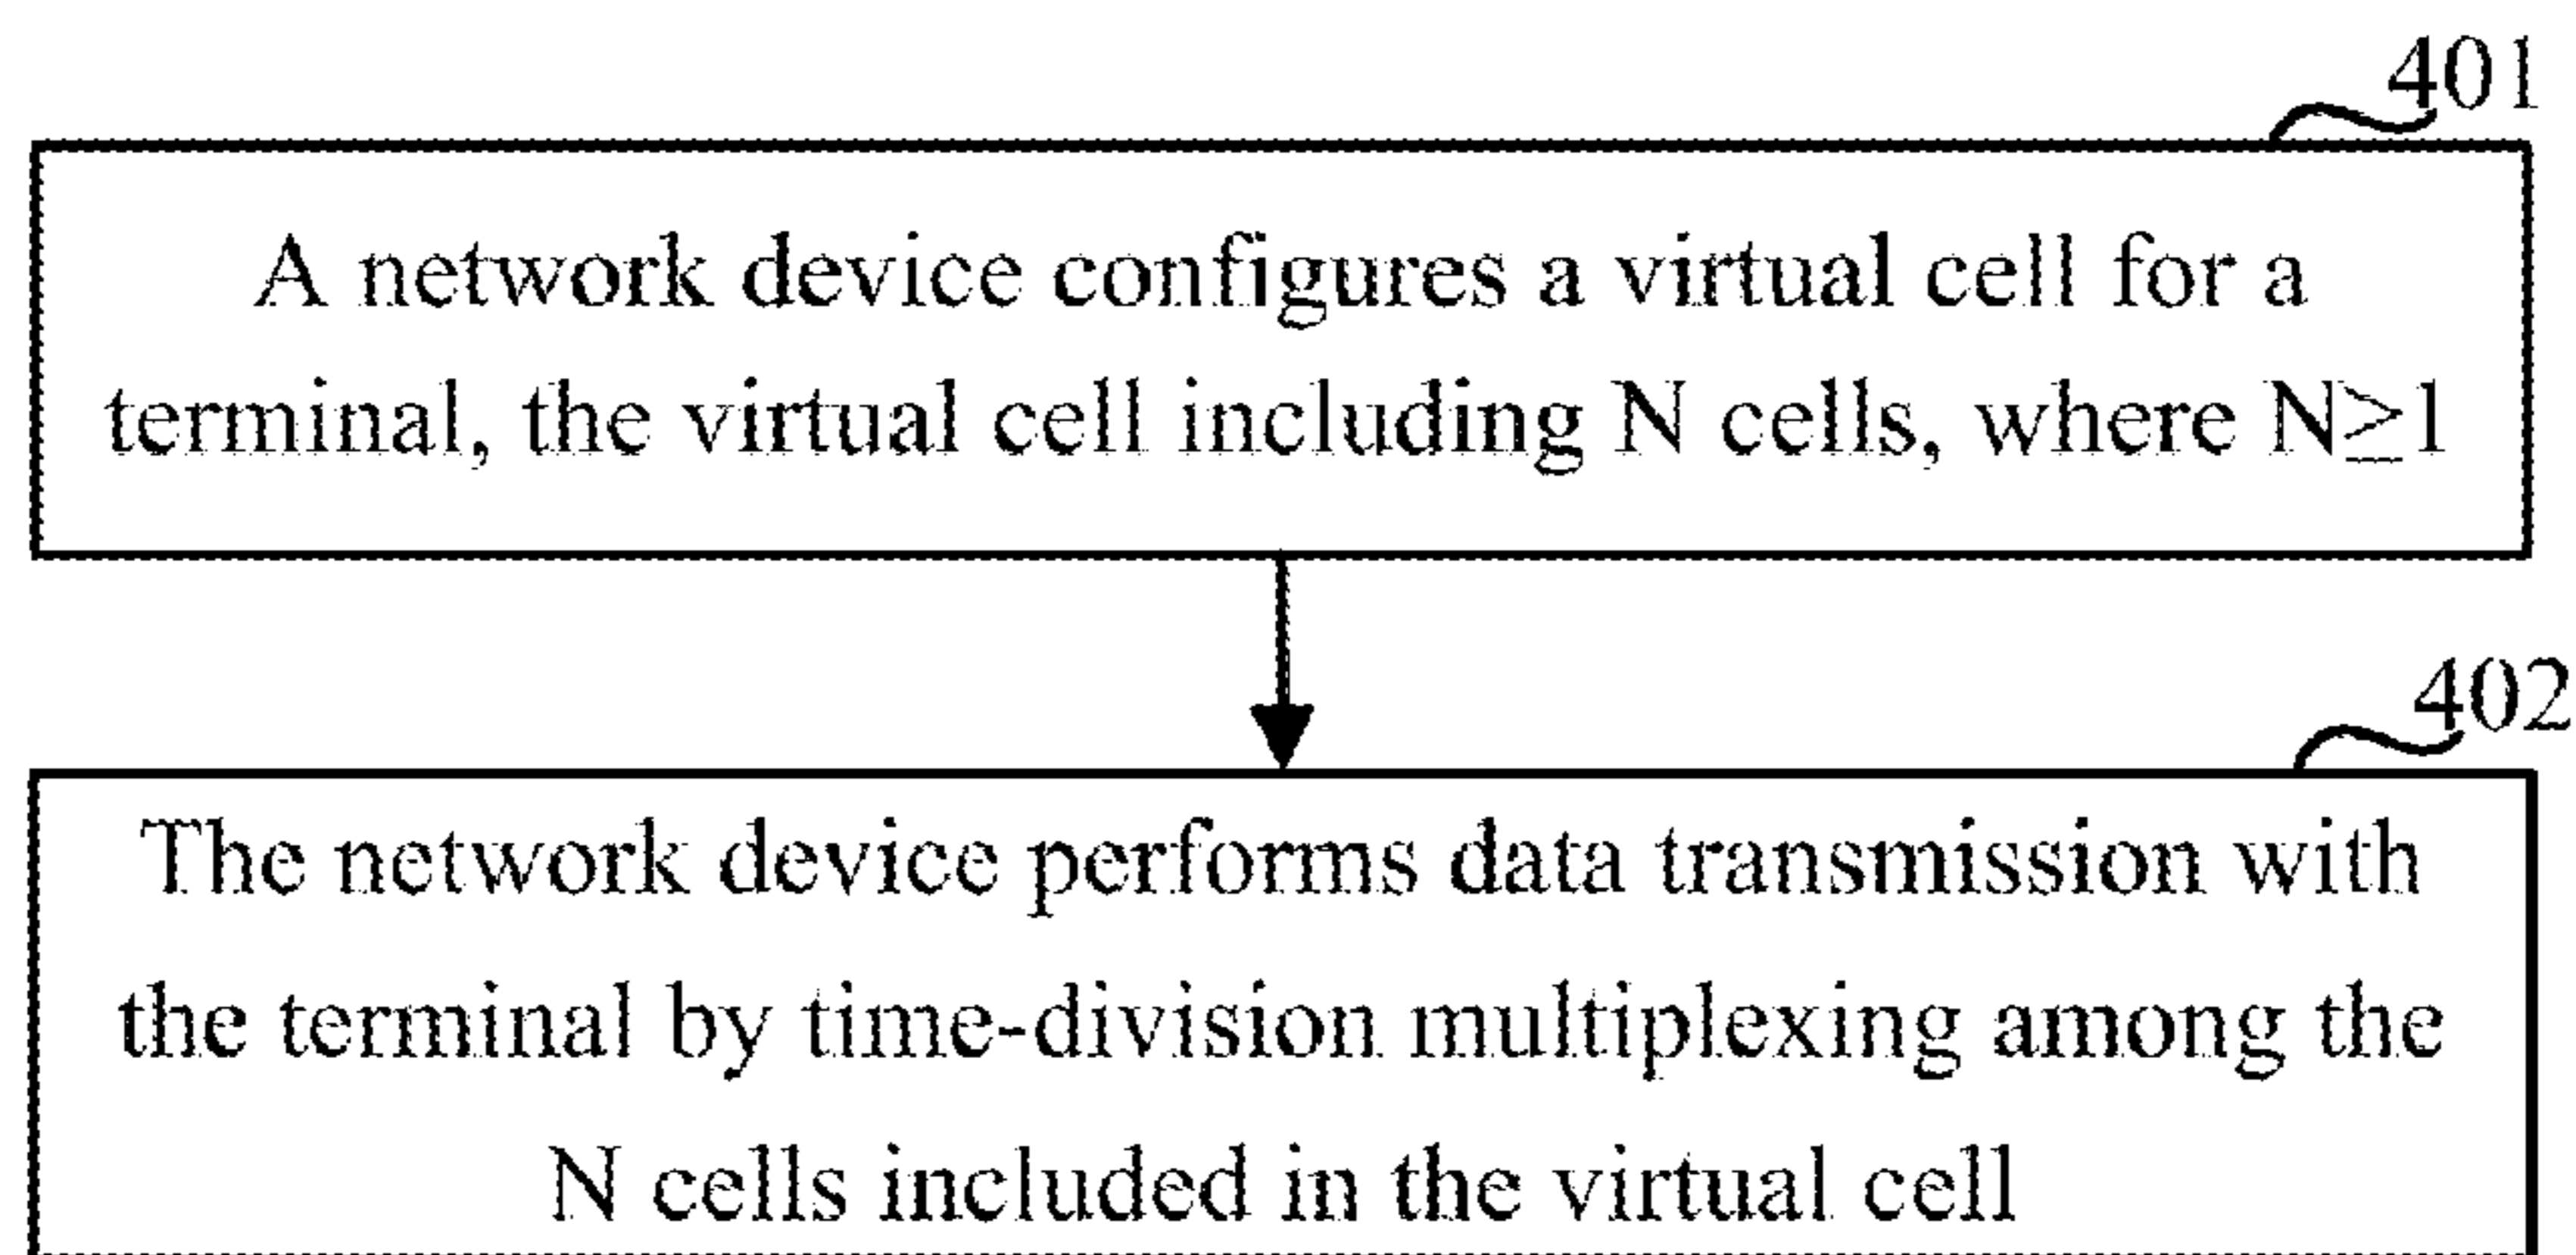 401
A network device configures a virtual cell for a
terminal, the virtual cell including N cells, where N≥1
402
The network device performs data transmission with
the terminal by time-division multiplexing among the
N cells included in the virtual cell